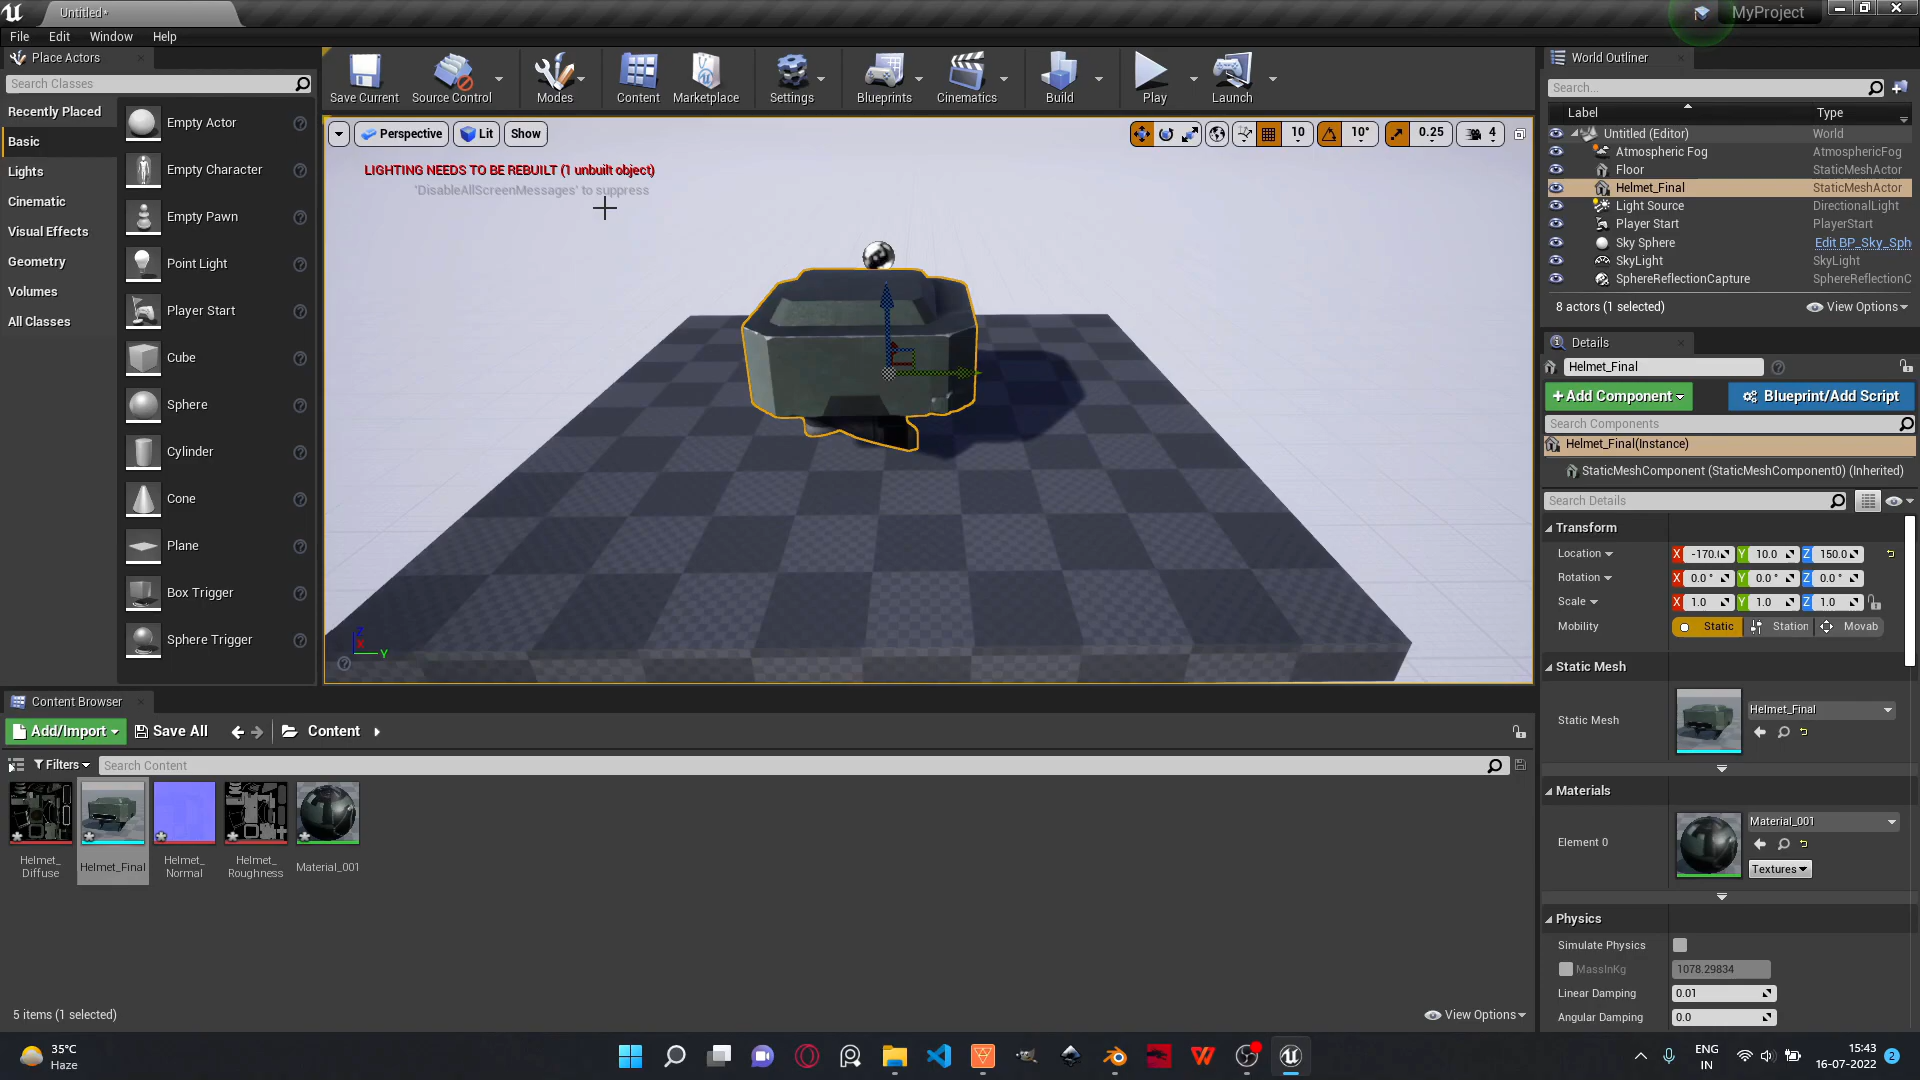 Untitled*
MyProject
File Edit Window Help
Place Actors
Search Classes
Recently Placed
Basic
Lights
Cinematic
Visual Effects
Geometry
Volumes
All Classes
Empty Actor
Empty Character
Empty Pawn
Point Light
Player Start
Cube
Sphere
Cylinder
Cone
Plane
Box Trigger
Sphere Trigger
Save Current Source Control Modes Content Marketplace Settings Blueprints Cinematics Build Play Launch
Perspective Lit Show
10 10° 0.25 4
LIGHTING NEEDS TO BE REBUILT (1 unbuilt object)
'DisableAllScreenMessages' to suppress
Z
X
Y
World Outliner
Search...
Label Type
Untitled (Editor) World
Atmospheric Fog AtmosphericFog
Floor StaticMeshActor
Helmet_Final StaticMeshActor
Light Source DirectionalLight
Player Start PlayerStart
Sky Sphere Edit BP_Sky_Sph
SkyLight SkyLight
SphereReflectionCapture SphereReflectionC
8 actors (1 selected) View Options
Details
Helmet_Final
+Add Component Blueprint/Add Script
Search Components
Helmet_Final(Instance)
StaticMeshComponent (StaticMeshComponent0) (Inherited)
Search Details
Transform
Location X -170.( Y 10.0 Z 150.0
Rotation X 0.0 ° Y 0.0 ° Z 0.0 °
Scale X 1.0 Y 1.0 Z 1.0
Mobility Static Station Movab
Static Mesh
Static Mesh Helmet_Final
Materials
Element 0 Material_001
Textures
Physics
Simulate Physics
MassInKg 1078.29834
Linear Damping 0.01
Angular Damping 0.0
Content Browser
Add/Import Save All Content
Filters Search Content
Helmet_
Diffuse
Helmet_Final
Helmet_
Normal
Helmet_
Roughness
Material_001
5 items (1 selected) View Options
35°C
Haze
ENG
IN
15:43
16-07-2022
2